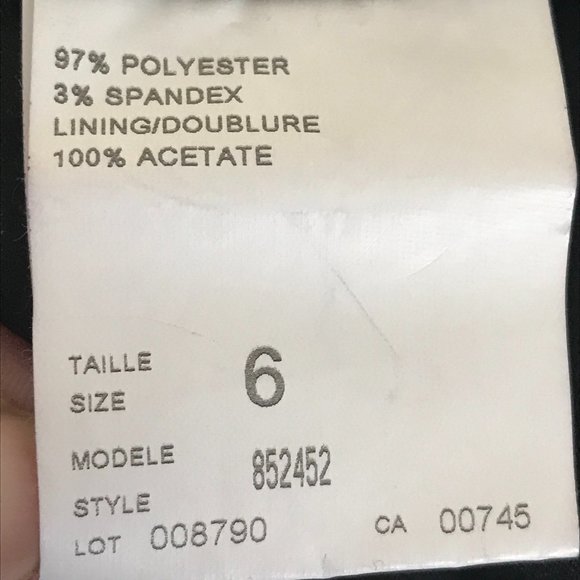 97% POLYESTER
3% SPANDEX
LINING/DOUBLURE
100% ACETATE
TAILLE
SIZE
6
MODELE
STYLE
852452
LOT 008790
CA 00745